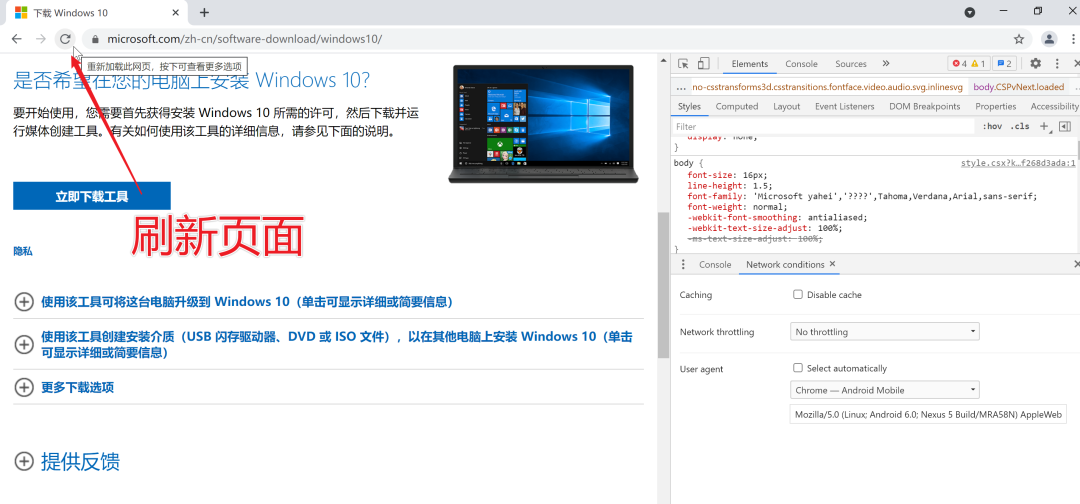 下载 Windows 10
microsoft.com/zh-cn/software-download/windows10/
重新加载此网页，按下可查看更多选项
是否希望在您的电脑上安装 Windows 10?
要开始使用，您需要首先获得安装 Windows 10 所需的许可，然后下载并运
行媒体创建工具。有关如何使用该工具的详细信息，请参见下面的说明。
立即下载工具
刷新页面
隐私
使用该工具可将这台电脑升级到 Windows 10（单击可显示详细或简要信息）
使用该工具创建安装介质（USB 闪存驱动器、DVD 或 ISO 文件），以在其他电脑上安装 Windows 10（单击
可显示详细或简要信息）
更多下载选项
提供反馈
Elements Console Sources » 4 1 2
... no-csstransforms3d.csstransitions.fontface.video.audio.svg.inlinesvg body.CSPvNext.loaded ...
Styles Computed Layout Event Listeners DOM Breakpoints Properties Accessibility
Filter :hov .cls +
display: none;
}
body { style.csx?k…f268d3ada:1
font-size: 16px;
line-height: 1.5;
font-family: 'Microsoft yahei','????',Tahoma,Verdana,Arial,sans-serif;
font-weight: normal;
-webkit-font-smoothing: antialiased;
-webkit-text-size-adjust: 100%;
-ms-text-size-adjust: 100%;
}
Console Network conditions ×
Caching Disable cache
Network throttling No throttling
User agent Select automatically
Chrome — Android Mobile
Mozilla/5.0 (Linux; Android 6.0; Nexus 5 Build/MRA58N) AppleWeb